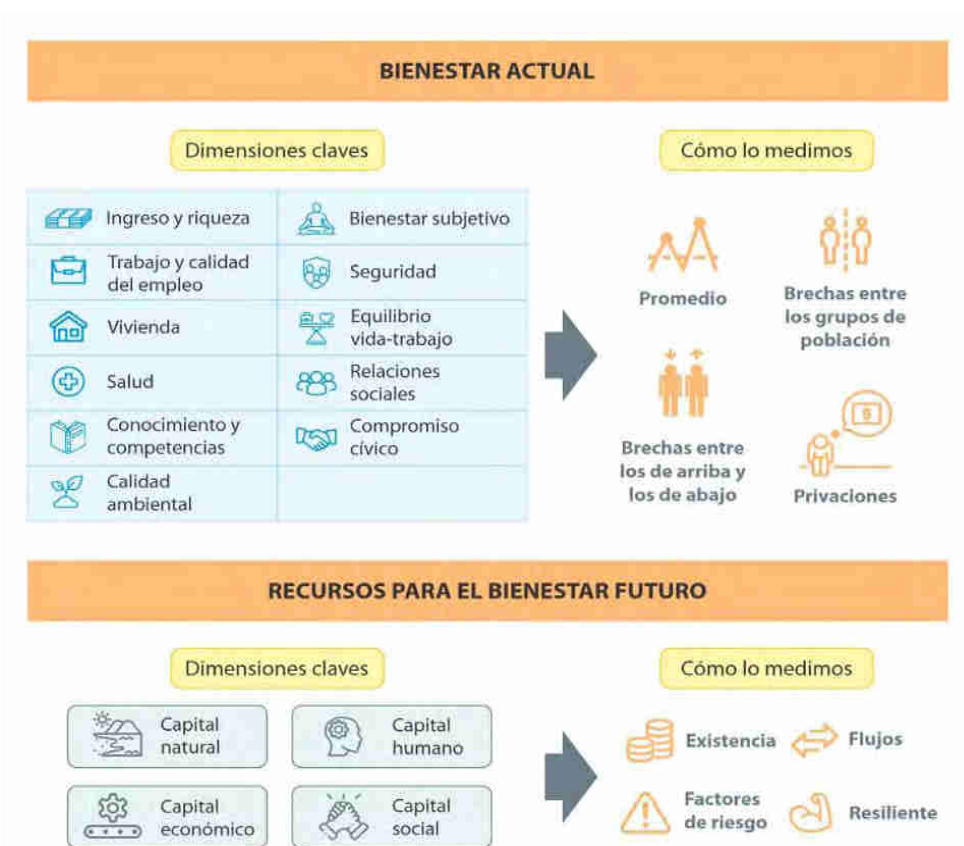 BIENESTAR ACTUAL
Dimensiones claves
Cómo lo medimos
Ingreso y riqueza
Bienestar subjetivo
Trabajo y calidad
del empleo
Seguridad
Vivienda
Equilibrio
vida-trabajo
Salud
Relaciones
sociales
Conocimiento y
competencias
Compromiso
cívico
Calidad
ambiental
Promedio
Brechas entre
los grupos de
población
Brechas entre
los de arriba y
los de abajo
$
Privaciones
RECURSOS PARA EL BIENESTAR FUTURO
Dimensiones claves
Cómo lo medimos
Capital
natural
Capital
humano
Capital
económico
Capital
social
Existencia
Flujos
Factores
de riesgo
Resiliente